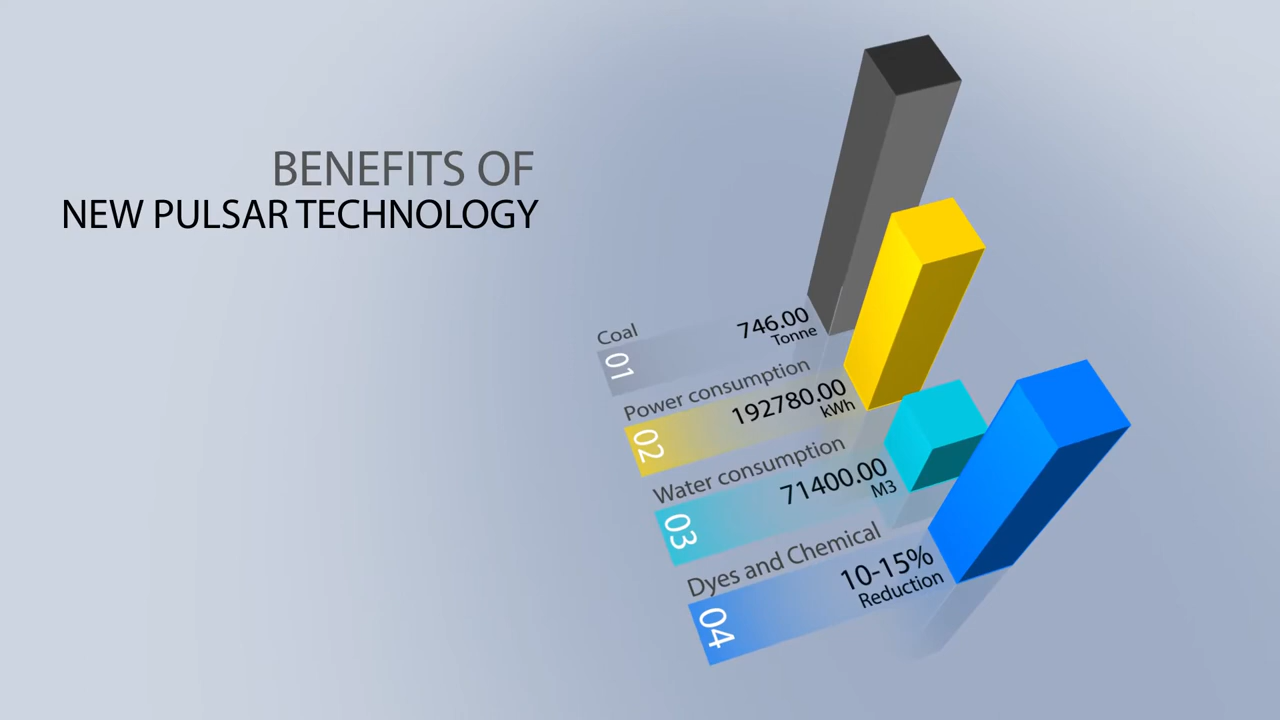 BENEFITS OF
NEW PULSAR TECHNOLOGY
Coal
01
746.00
Tonne
Power consumption
02
192780.00
kWh
Water consumption
03
71400.00
M3
Dyes and Chemical
04
10-15%
Reduction